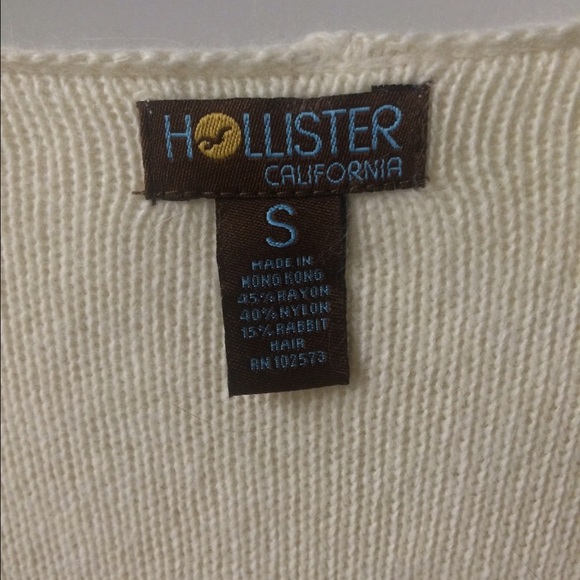 HOLLISTER
CALIFORNIA
S
MADE IN
HONG KONG
45% RAYON
40% NYLON
15% RABBIT
HAIR
RN 102573